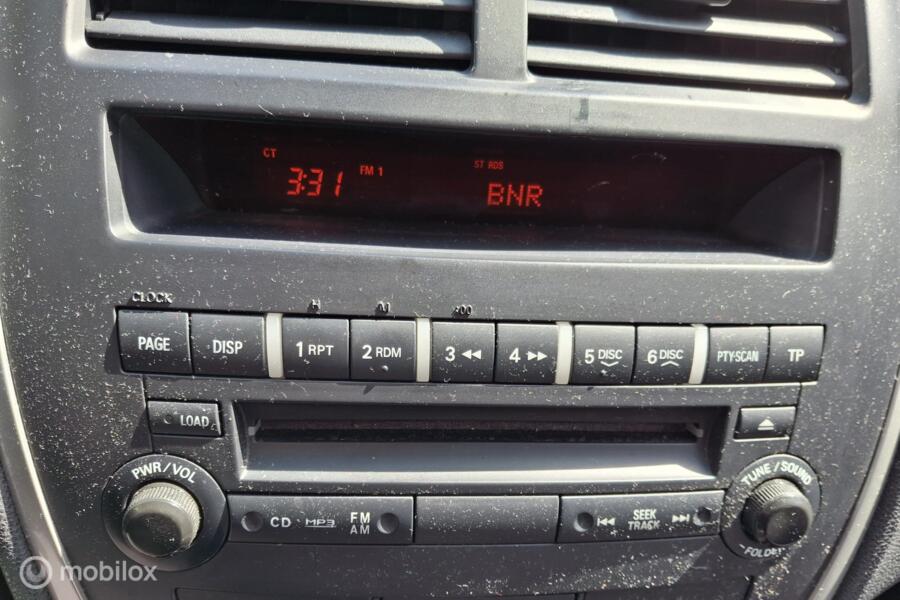 CT
3:31 FM 1 ST RDS
BNR
CLOCK H M :00
PAGE DISP 1 RPT 2 RDM 3 ◀◀ 4 ▶▶ 5 DISC 6 DISC PTY·SCAN TP
LOAD
PWR/VOL TUNE/SOUND
CD MP3 FM AM SEEK TRACK
FOLDER
mobilox